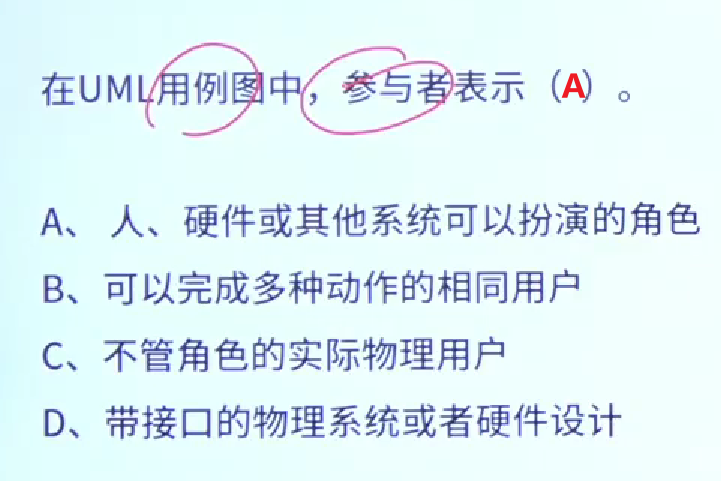 在UML用例图中，参与者表示（A）。
A、 人、硬件或其他系统可以扮演的角色
B、可以完成多种动作的相同用户
C、不管角色的实际物理用户
D、带接口的物理系统或者硬件设计